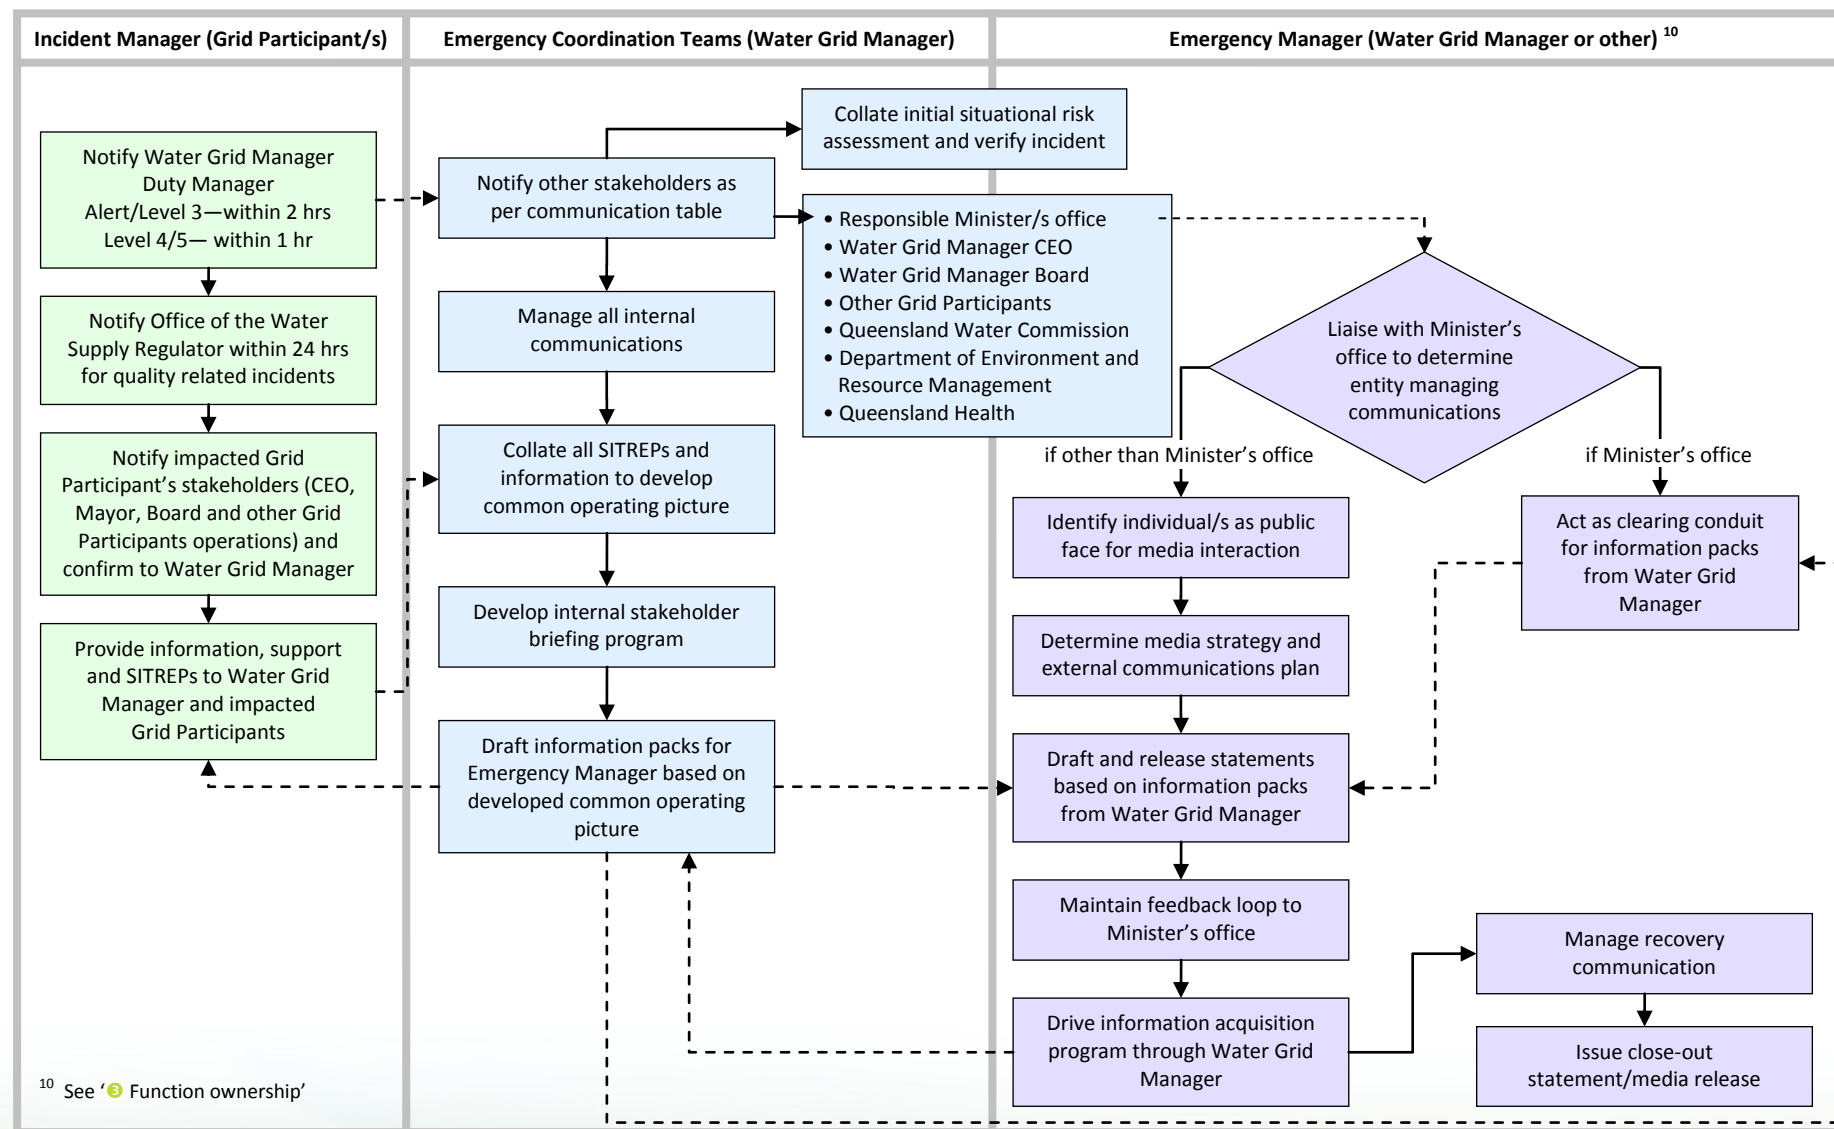 Incident Manager (Grid Participant/s)
Emergency Coordination Teams (Water Grid Manager)
Emergency Manager (Water Grid Manager or other) 10
Notify Water Grid Manager
Duty Manager
Alert/Level 3—within 2 hrs
Level 4/5— within 1 hr
Notify Office of the Water
Supply Regulator within 24 hrs
for quality related incidents
Notify impacted Grid
Participant’s stakeholders (CEO,
Mayor, Board and other Grid
Participants operations) and
confirm to Water Grid Manager
Provide information, support
and SITREPs to Water Grid
Manager and impacted
Grid Participants
Collate initial situational risk
assessment and verify incident
Notify other stakeholders as
per communication table
• Responsible Minister/s office
• Water Grid Manager CEO
• Water Grid Manager Board
• Other Grid Participants
• Queensland Water Commission
• Department of Environment and
Resource Management
• Queensland Health
Manage all internal
communications
Collate all SITREPs and
information to develop
common operating picture
Develop internal stakeholder
briefing program
Draft information packs for
Emergency Manager based on
developed common operating
picture
Liaise with Minister’s
office to determine
entity managing
communications
if other than Minister’s office
if Minister’s office
Identify individual/s as public
face for media interaction
Act as clearing conduit
for information packs
from Water Grid
Manager
Determine media strategy and
external communications plan
Draft and release statements
based on information packs
from Water Grid Manager
Maintain feedback loop to
Minister’s office
Drive information acquisition
program through Water Grid
Manager
Manage recovery
communication
Issue close-out
statement/media release
10 See ‘3 Function ownership’